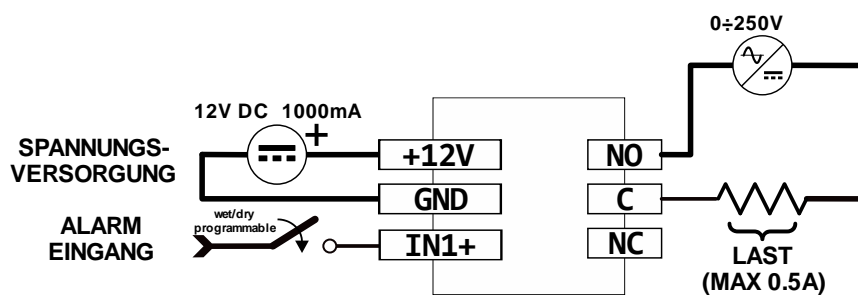 0÷250V
12V DC 1000mA
+
SPANNUNGS-
VERSORGUNG
+12V
NO
GND
C
ALARM
EINGANG
wet/dry
programmable
IN1+
NC
LAST
(MAX 0.5A)